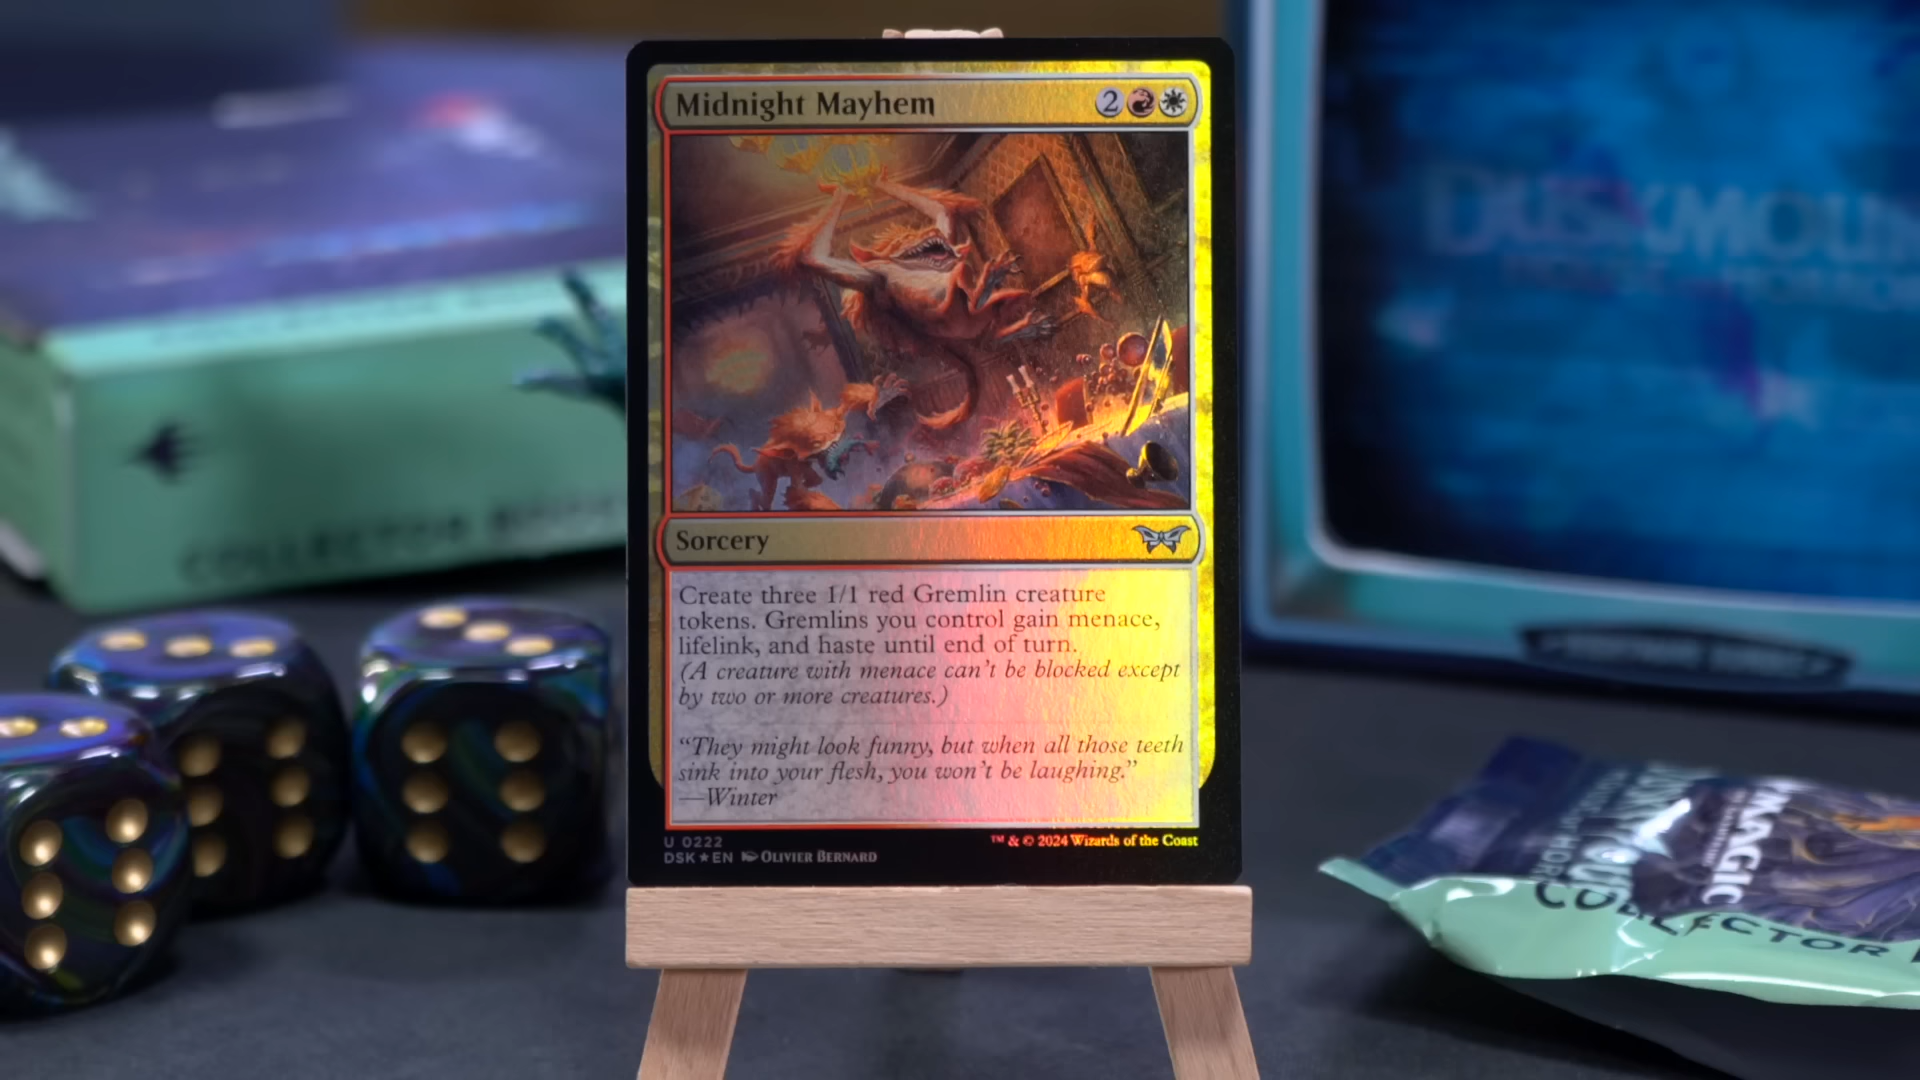 Midnight Mayhem 2
Sorcery
Create three 1/1 red Gremlin creature
tokens. Gremlins you control gain menace,
lifelink, and haste until end of turn.
(A creature with menace can't be blocked except
by two or more creatures.)
“They might look funny, but when all those teeth
sink into your flesh, you won't be laughing.”
—Winter
U 0222
DSK★EN OLIVIER BERNARD
™ & © 2024 Wizards of the Coast
DUSKMOURN
COLLECTOR
MAGIC
COLLECTOR